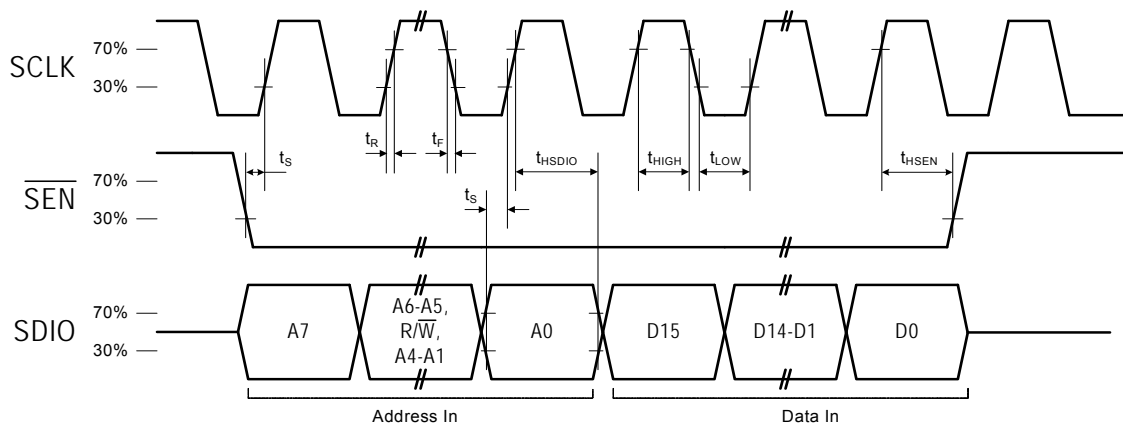 SCLK
70%
30%
t_R
t_F
t_S
t_HSDIO
t_HIGH
t_LOW
t_HSEN
S̅E̅N̅
70%
30%
t_S
SDIO
70%
30%
A7
A6-A5,
R/W̅,
A4-A1
A0
D15
D14-D1
D0
Address In
Data In